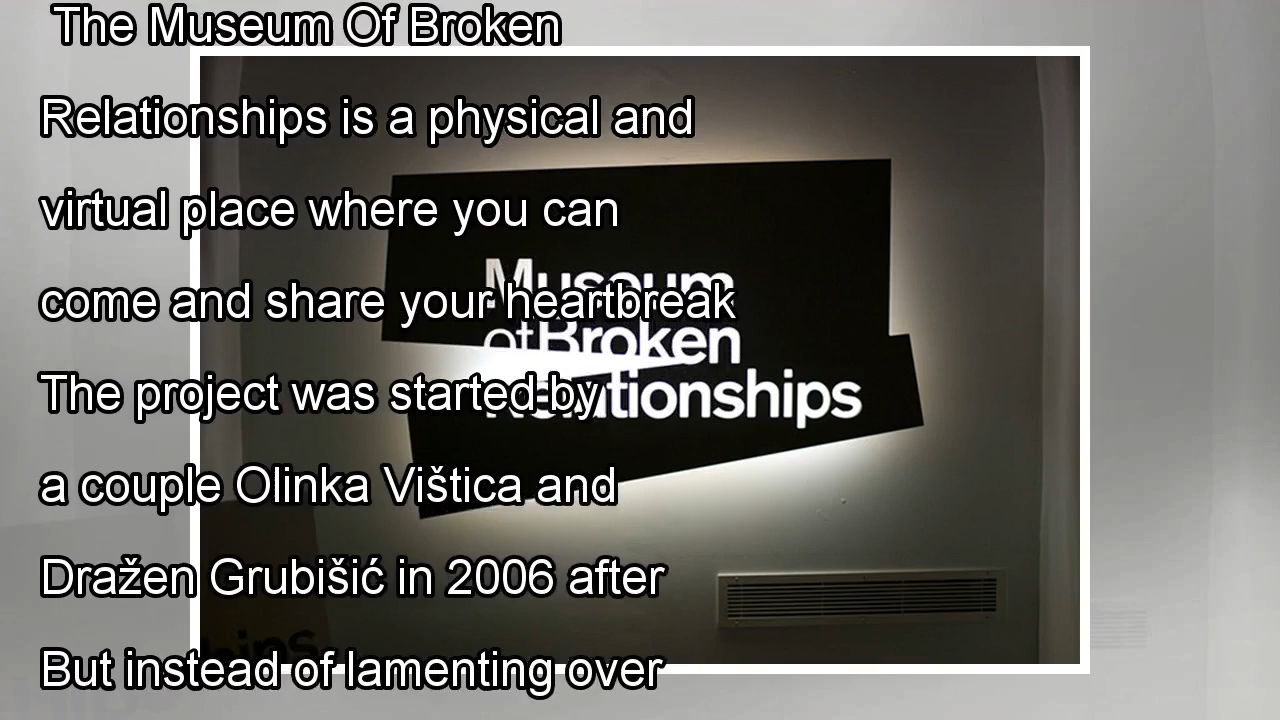 The Museum Of Broken
Relationships is a physical and
virtual place where you can
come and share your heartbreak
The project was started by
a couple Olinka Vištica and
Dražen Grubišić in 2006 after
But instead of lamenting over
Museum
of Broken
Relationships